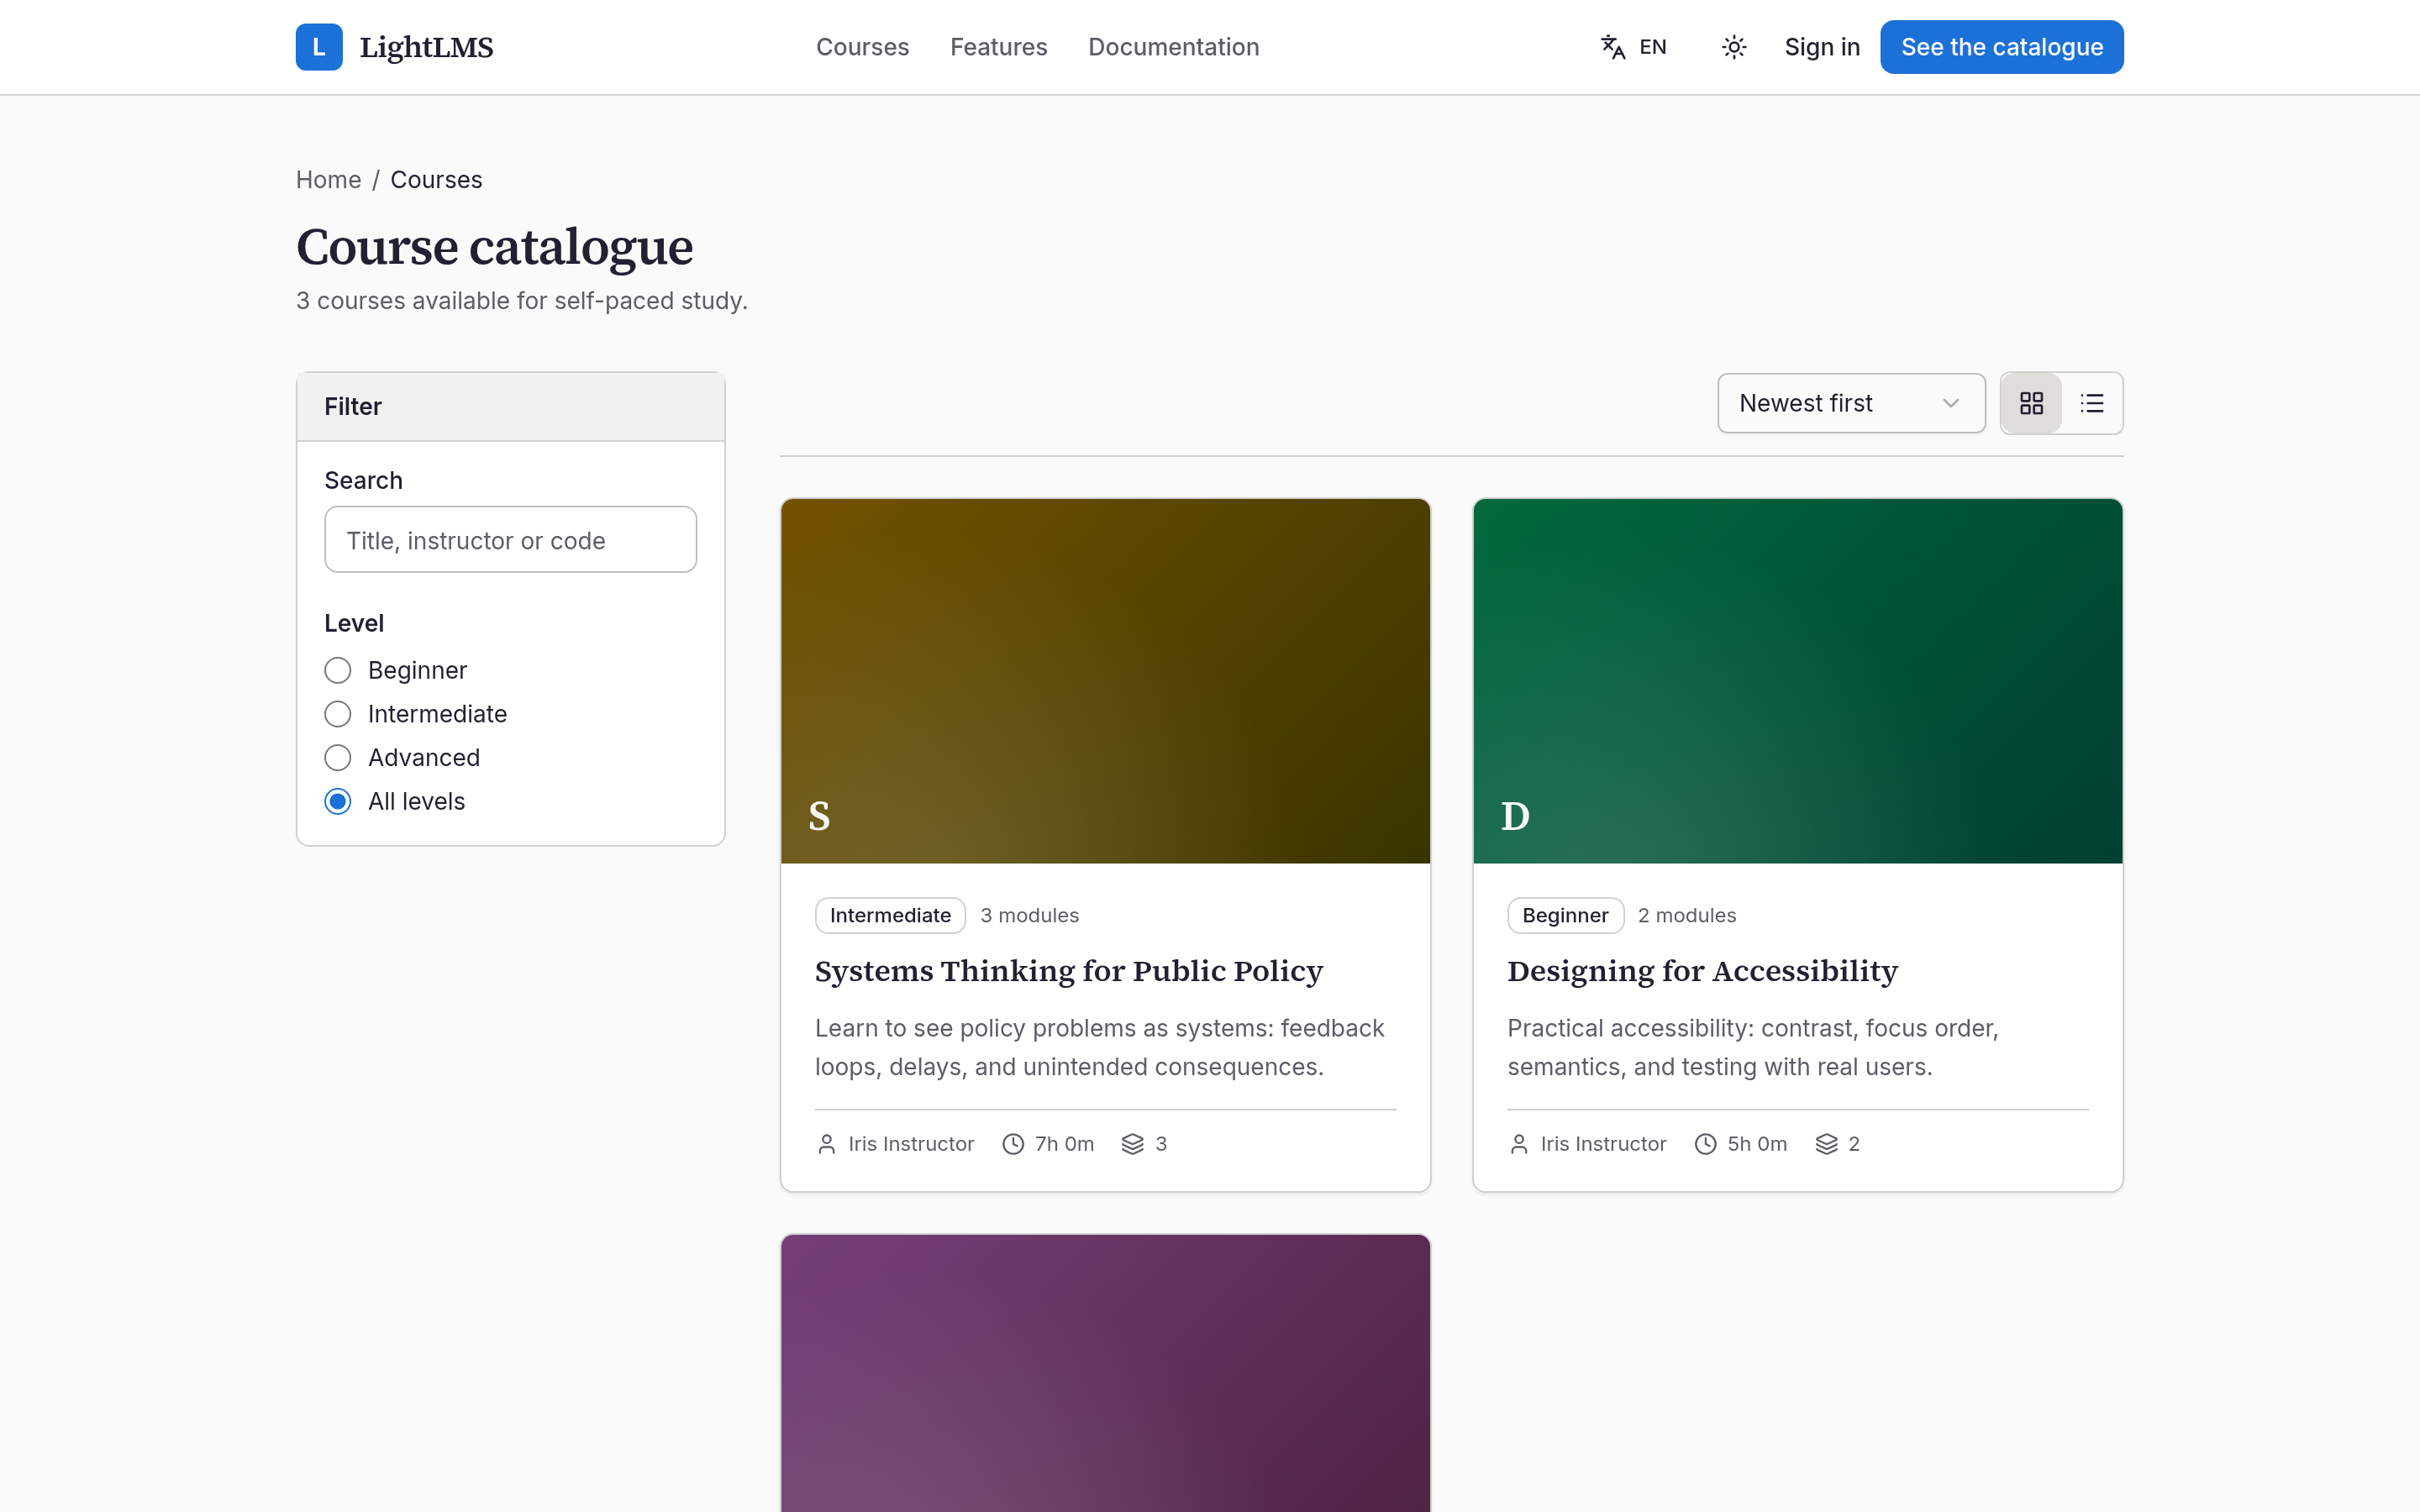 L LightLMS
Courses Features Documentation
EN
Sign in
See the catalogue
Home / Courses
Course catalogue
3 courses available for self-paced study.
Filter
Search
Title, instructor or code
Level
Beginner
Intermediate
Advanced
All levels
Newest first
S
Intermediate 3 modules
Systems Thinking for Public Policy
Learn to see policy problems as systems: feedback
loops, delays, and unintended consequences.
Iris Instructor 7h 0m 3
D
Beginner 2 modules
Designing for Accessibility
Practical accessibility: contrast, focus order,
semantics, and testing with real users.
Iris Instructor 5h 0m 2